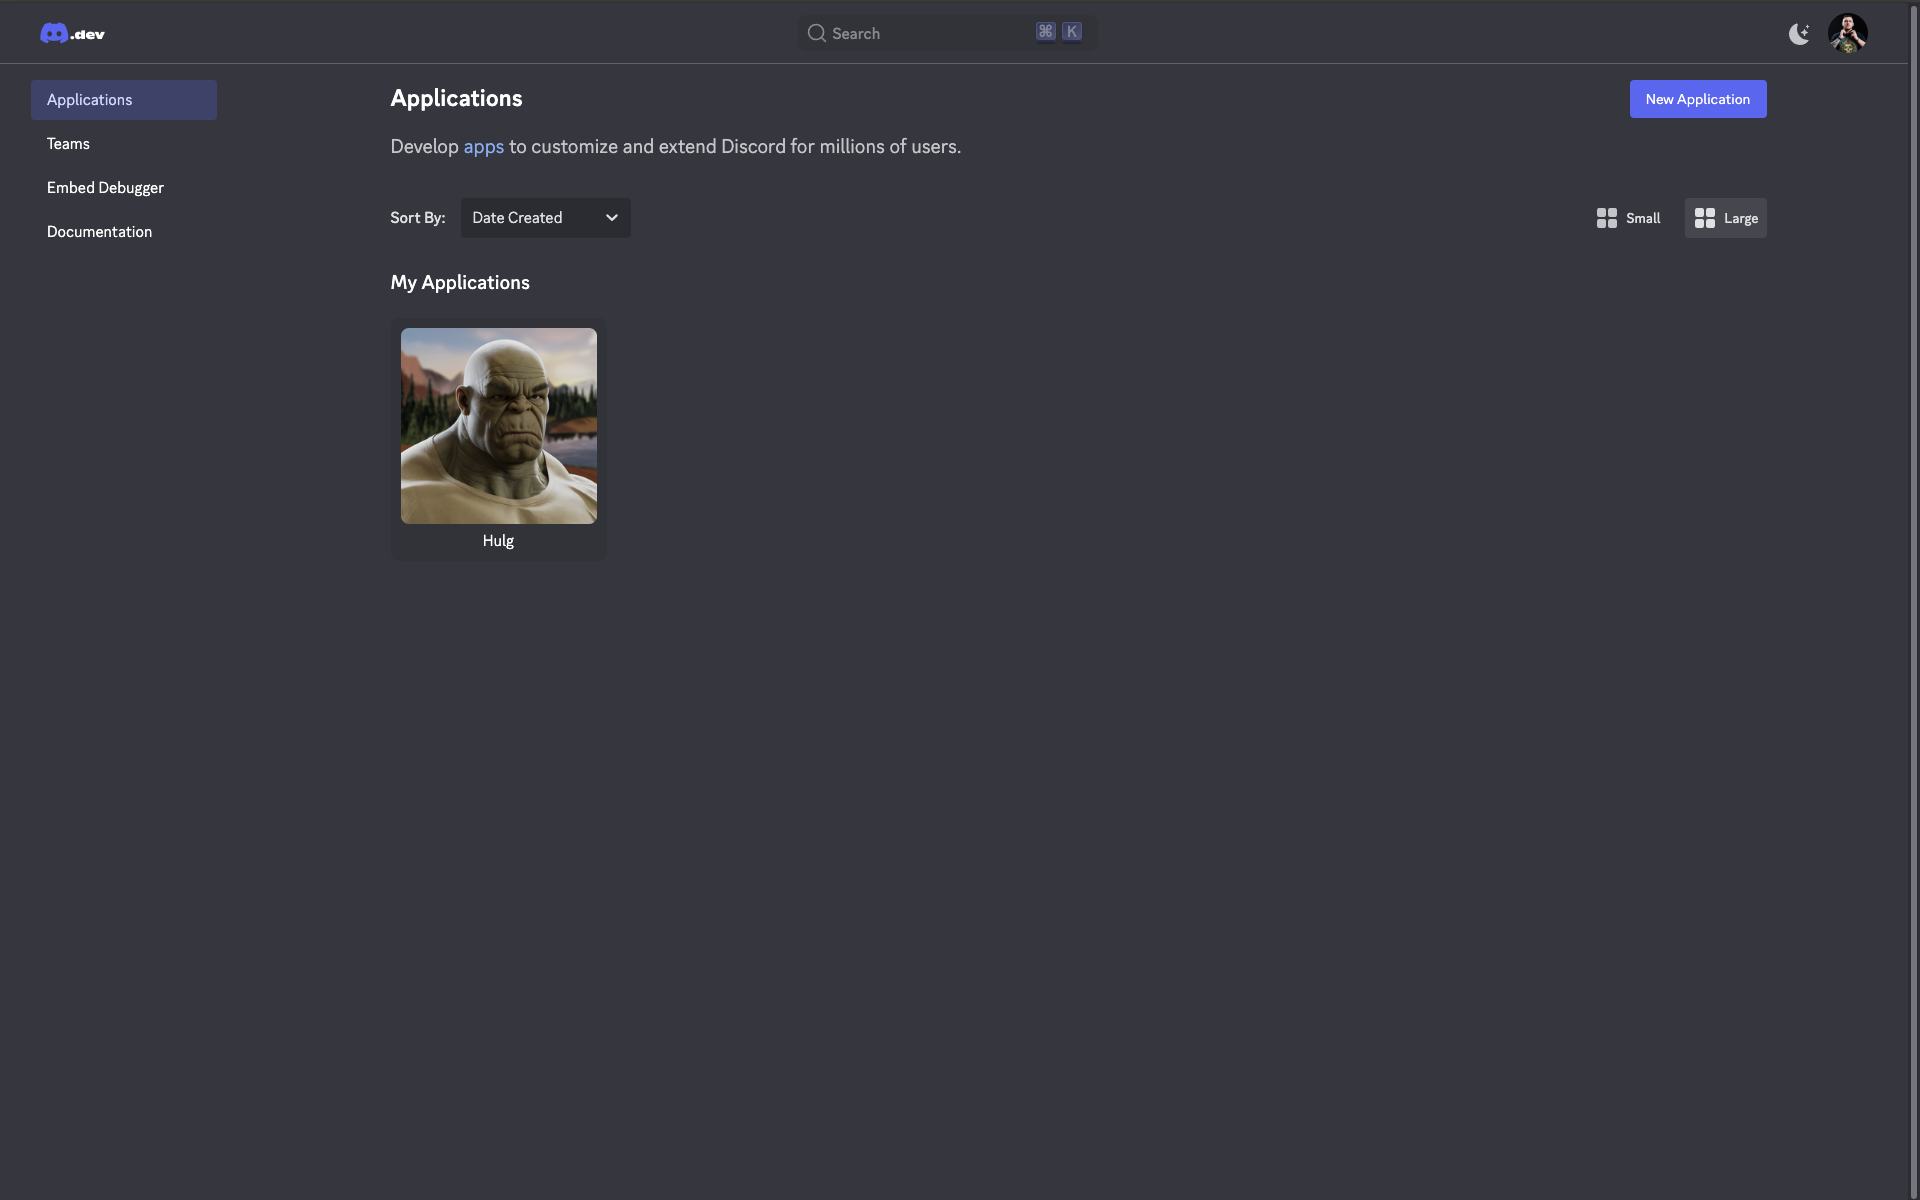 .dev
Search
⌘ K
Applications
Teams
Embed Debugger
Documentation
Applications
New Application
Develop apps to customize and extend Discord for millions of users.
Sort By:
Date Created
Small
Large
My Applications
Hulg